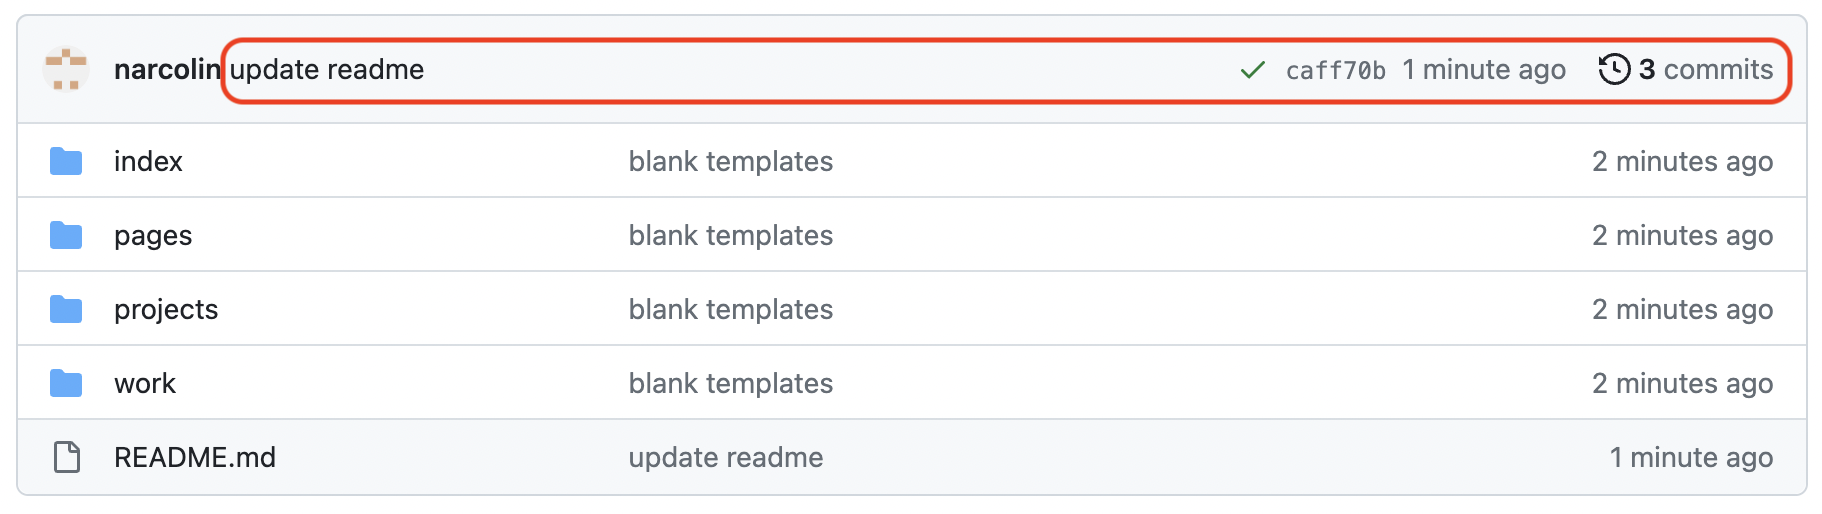 narcolin update readme caff70b 1 minute ago 3 commits
index blank templates 2 minutes ago
pages blank templates 2 minutes ago
projects blank templates 2 minutes ago
work blank templates 2 minutes ago
README.md update readme 1 minute ago